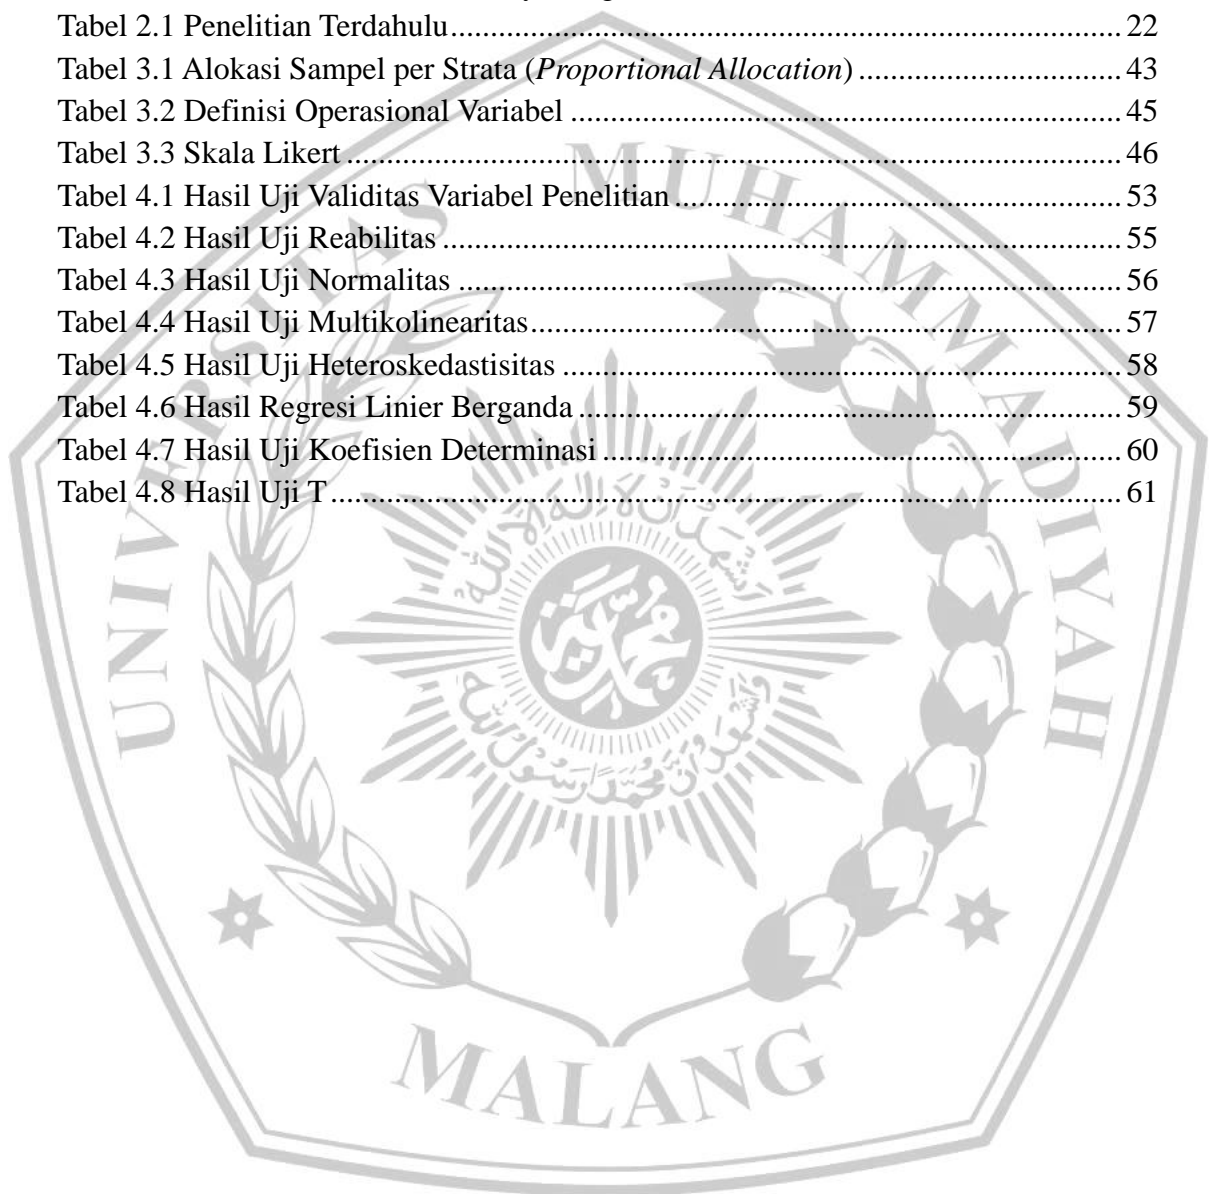 Tabel 2.1 Penelitian Terdahulu.................................................................................... 22
Tabel 3.1 Alokasi Sampel per Strata (Proportional Allocation)................................. 43
Tabel 3.2 Definisi Operasional Variabel..................................................................... 45
Tabel 3.3 Skala Likert................................................................................................. 46
Tabel 4.1 Hasil Uji Validitas Variabel Penelitian........................................................ 53
Tabel 4.2 Hasil Uji Reabilitas..................................................................................... 55
Tabel 4.3 Hasil Uji Normalitas................................................................................... 56
Tabel 4.4 Hasil Uji Multikolinearitas.......................................................................... 57
Tabel 4.5 Hasil Uji Heteroskedastisitas...................................................................... 58
Tabel 4.6 Hasil Regresi Linier Berganda.................................................................... 59
Tabel 4.7 Hasil Uji Koefisien Determinasi................................................................. 60
Tabel 4.8 Hasil Uji T................................................................................................... 61
UNIVERSITAS MUHAMMADIYAH
MALANG